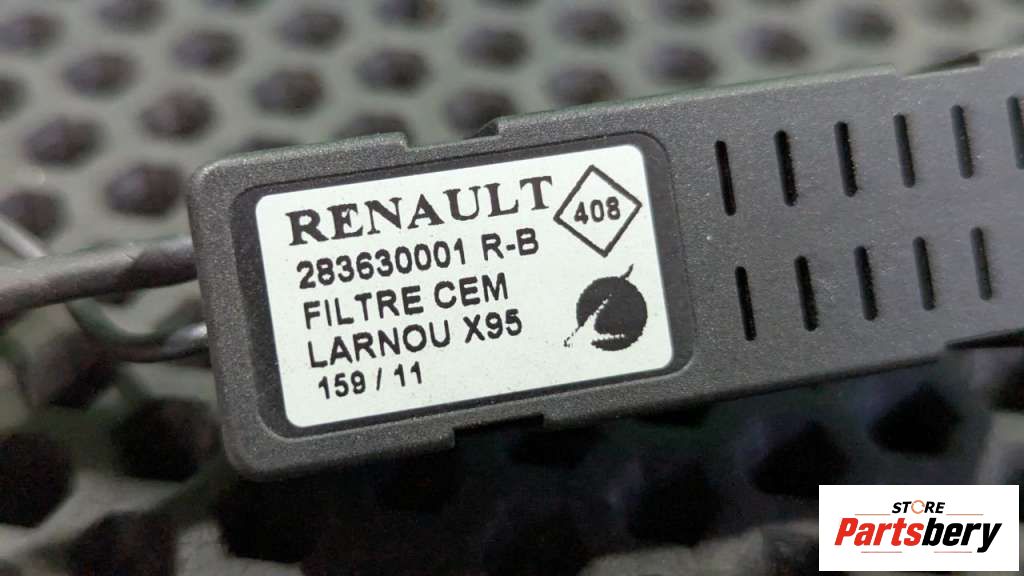 RENAULT
408
283630001 R-B
FILTRE CEM
LARNOU X95
159 / 11
STORE
Partsbery